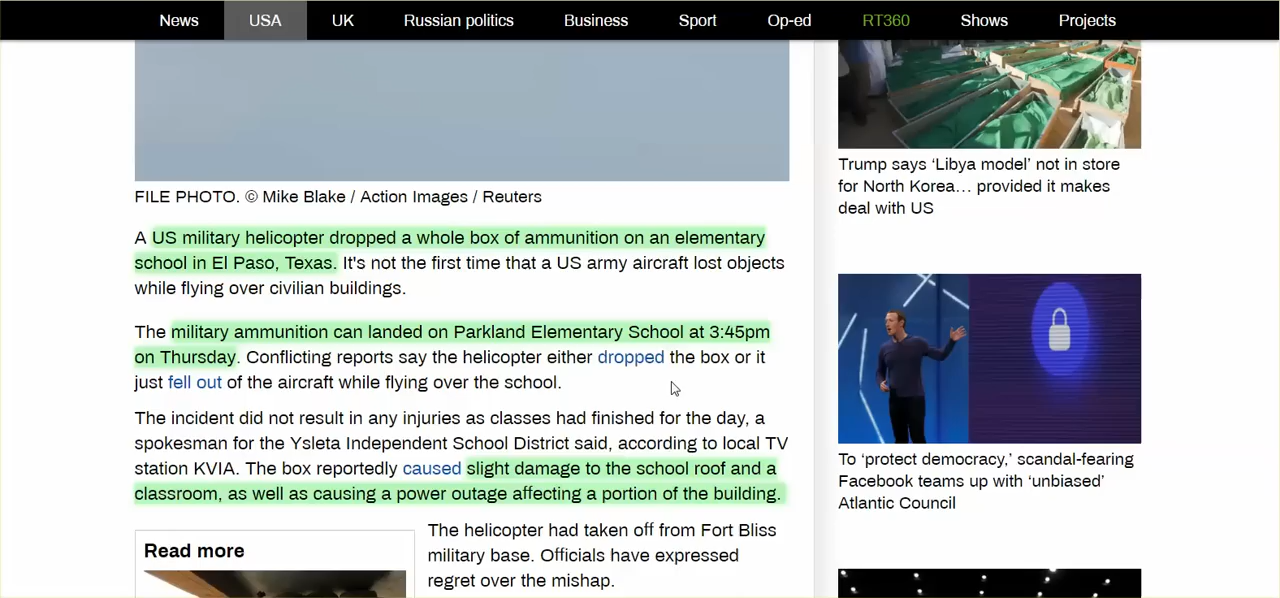 News USA UK Russian politics Business Sport Op-ed RT360 Shows Projects
FILE PHOTO. © Mike Blake / Action Images / Reuters
A US military helicopter dropped a whole box of ammunition on an elementary
school in El Paso, Texas. It's not the first time that a US army aircraft lost objects
while flying over civilian buildings.
The military ammunition can landed on Parkland Elementary School at 3:45pm
on Thursday. Conflicting reports say the helicopter either dropped the box or it
just fell out of the aircraft while flying over the school.
The incident did not result in any injuries as classes had finished for the day, a
spokesman for the Ysleta Independent School District said, according to local TV
station KVIA. The box reportedly caused slight damage to the school roof and a
classroom, as well as causing a power outage affecting a portion of the building.
Read more
The helicopter had taken off from Fort Bliss
military base. Officials have expressed
regret over the mishap.
Trump says ‘Libya model’ not in store
for North Korea… provided it makes
deal with US
To ‘protect democracy,’ scandal-fearing
Facebook teams up with ‘unbiased’
Atlantic Council